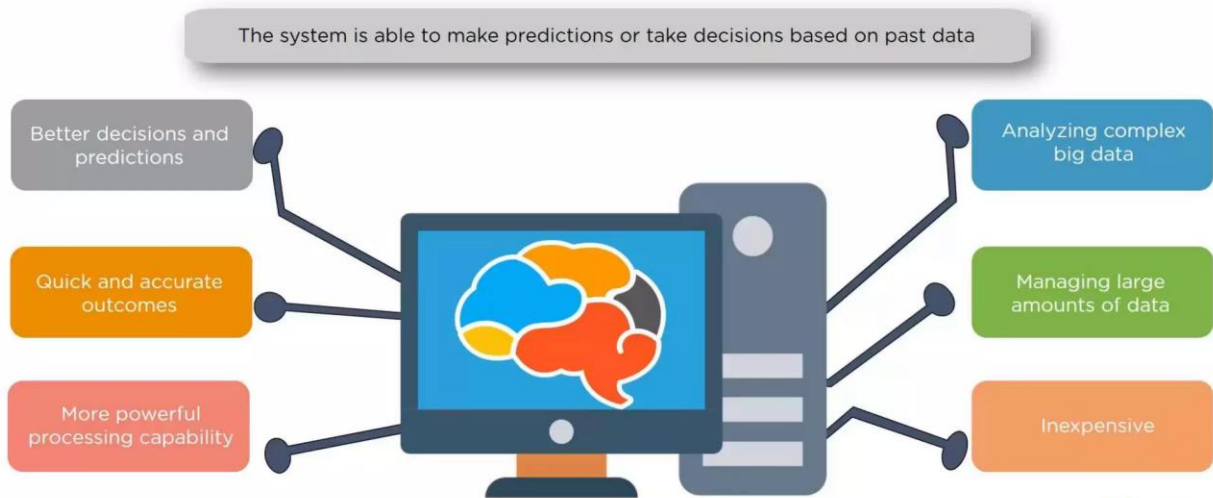 The system is able to make predictions or take decisions based on past data
Better decisions and
predictions
Quick and accurate
outcomes
More powerful
processing capability
Analyzing complex
big data
Managing large
amounts of data
Inexpensive